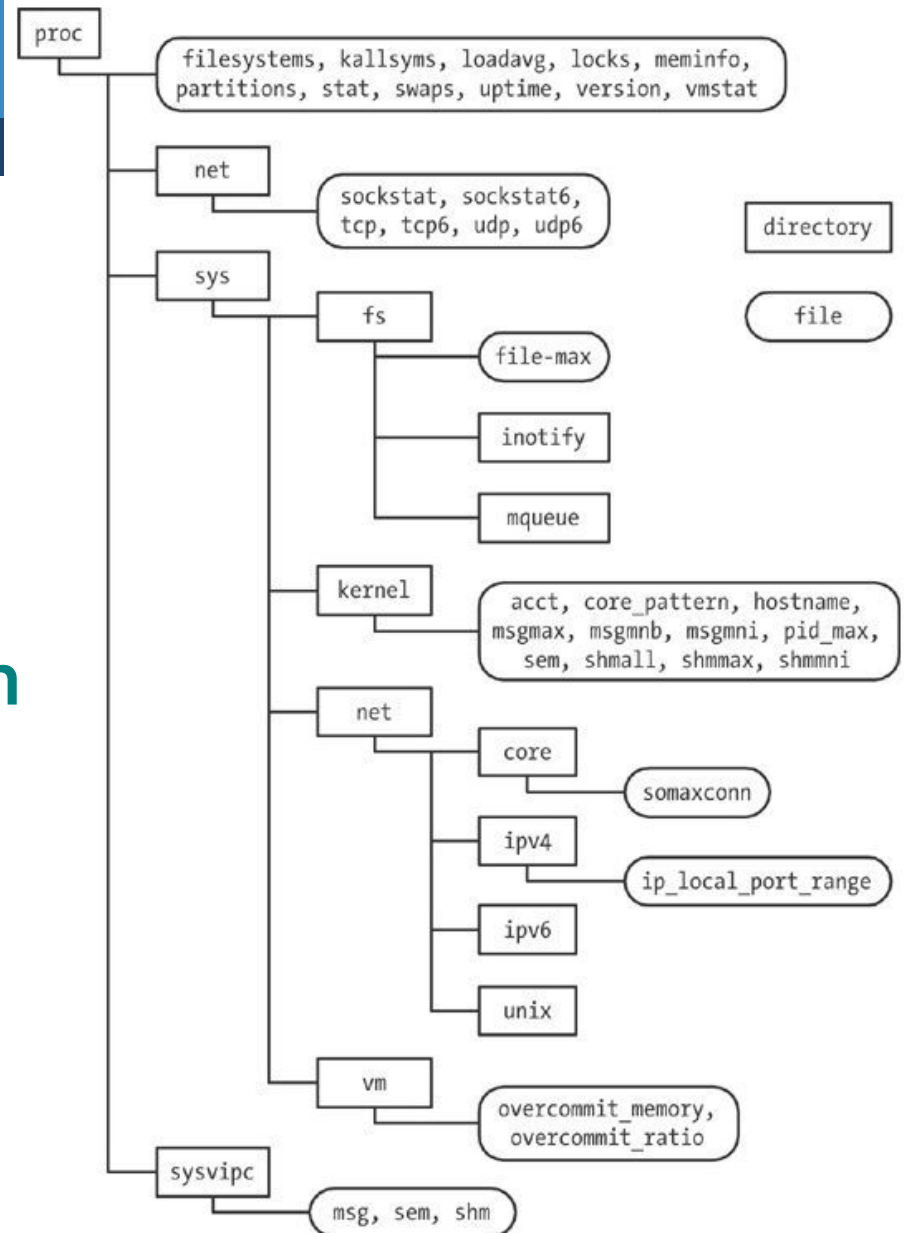 proc
filesystems, kallsyms, loadavg, locks, meminfo,
partitions, stat, swaps, uptime, version, vmstat
net
sockstat, sockstat6,
tcp, tcp6, udp, udp6
directory
sys
fs
file
file-max
inotify
mqueue
kernel
acct, core_pattern, hostname,
msgmax, msgmnb, msgmni, pid_max,
sem, shmall, shmmax, shmmni
n
net
core
somaxconn
ipv4
ip_local_port_range
ipv6
unix
vm
overcommit_memory,
overcommit_ratio
sysvipc
msg, sem, shm